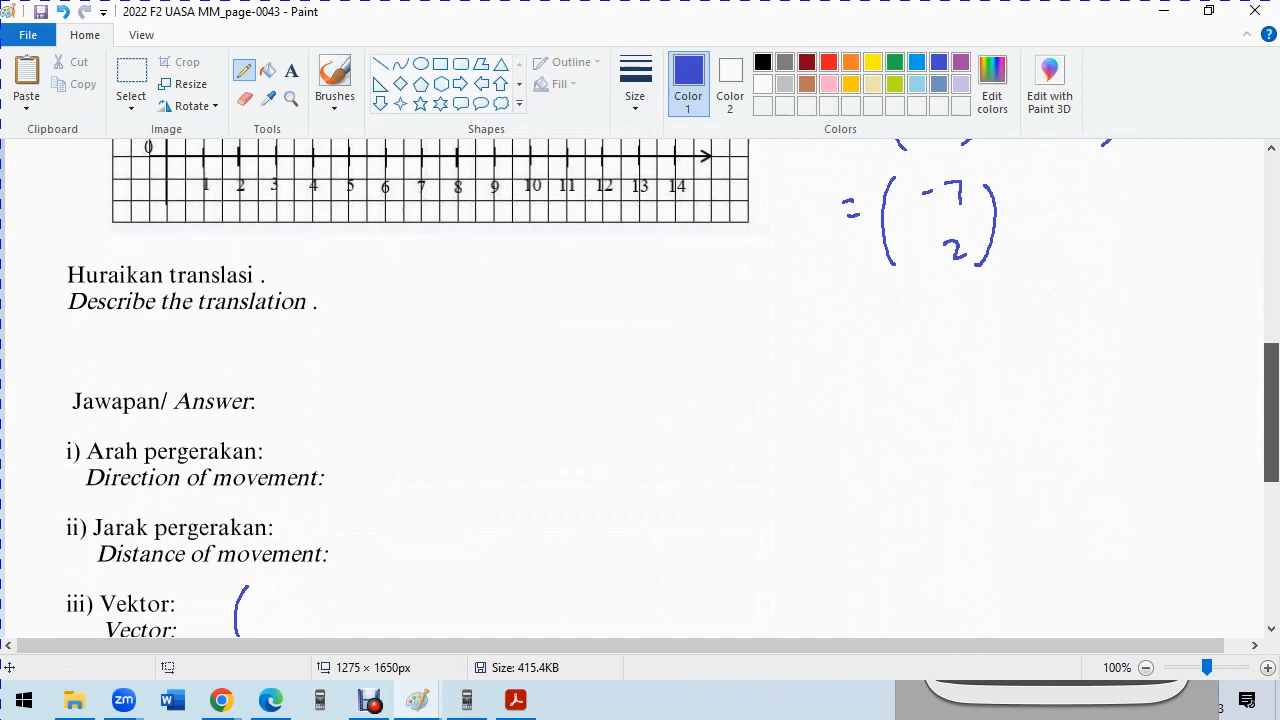 2022 F2 UASA MM_page-0043 - Paint
File Home View
Paste
Cut
Copy
Clipboard
Select
Crop
Resize
Rotate
Image
A
Tools
Brushes
Outline
Fill
Shapes
Size
Color 1
Color 2
Edit colors
Colors
Edit with Paint 3D
0
1 2 3 4 5 6 7 8 9 10 11 12 13 14
= ( -7
2 )
Huraikan translasi .
Describe the translation .
Jawapan/ Answer:
i) Arah pergerakan:
Direction of movement:
ii) Jarak pergerakan:
Distance of movement:
iii) Vektor: (
Vector:
1275 × 1650px
Size: 415.4KB
100%
zm
W
3